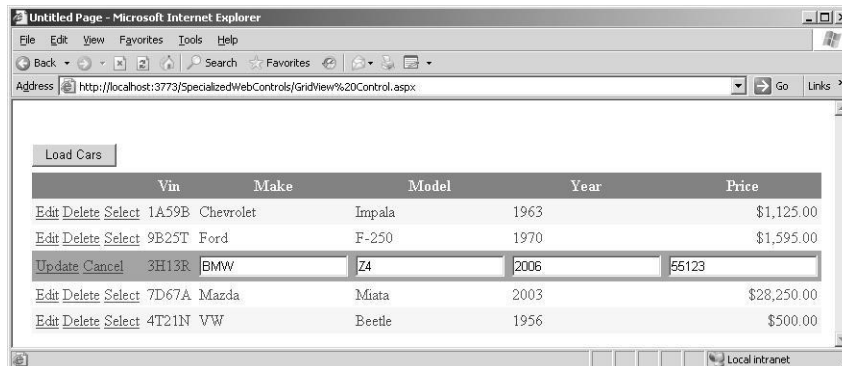 Untitled Page - Microsoft Internet Explorer
File Edit View Favorites Tools Help
Back Search Favorites
Address http://localhost:3773/SpecializedWebControls/GridView%20Control.aspx Go Links
Load Cars
Vin Make Model Year Price
Edit Delete Select 1A59B Chevrolet Impala 1963 $1,125.00
Edit Delete Select 9B25T Ford F-250 1970 $1,595.00
Update Cancel 3H13R BMW Z4 2006 55123
Edit Delete Select 7D67A Mazda Miata 2003 $28,250.00
Edit Delete Select 4T21N VW Beetle 1956 $500.00
Local intranet